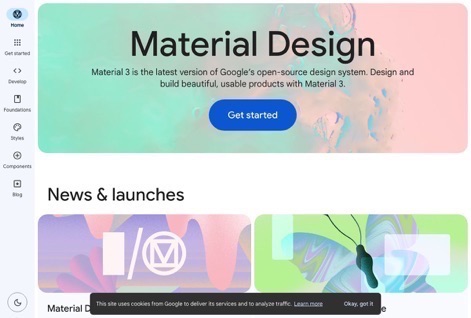 Home
Get started
Develop
Foundations
Styles
Components
Blog
Material Design
Material 3 is the latest version of Google's open-source design system. Design and
build beautiful, usable products with Material 3.
Get started
News & launches
Material D
This site uses cookies from Google to deliver its services and to analyze traffic. Learn more
Okay, got it